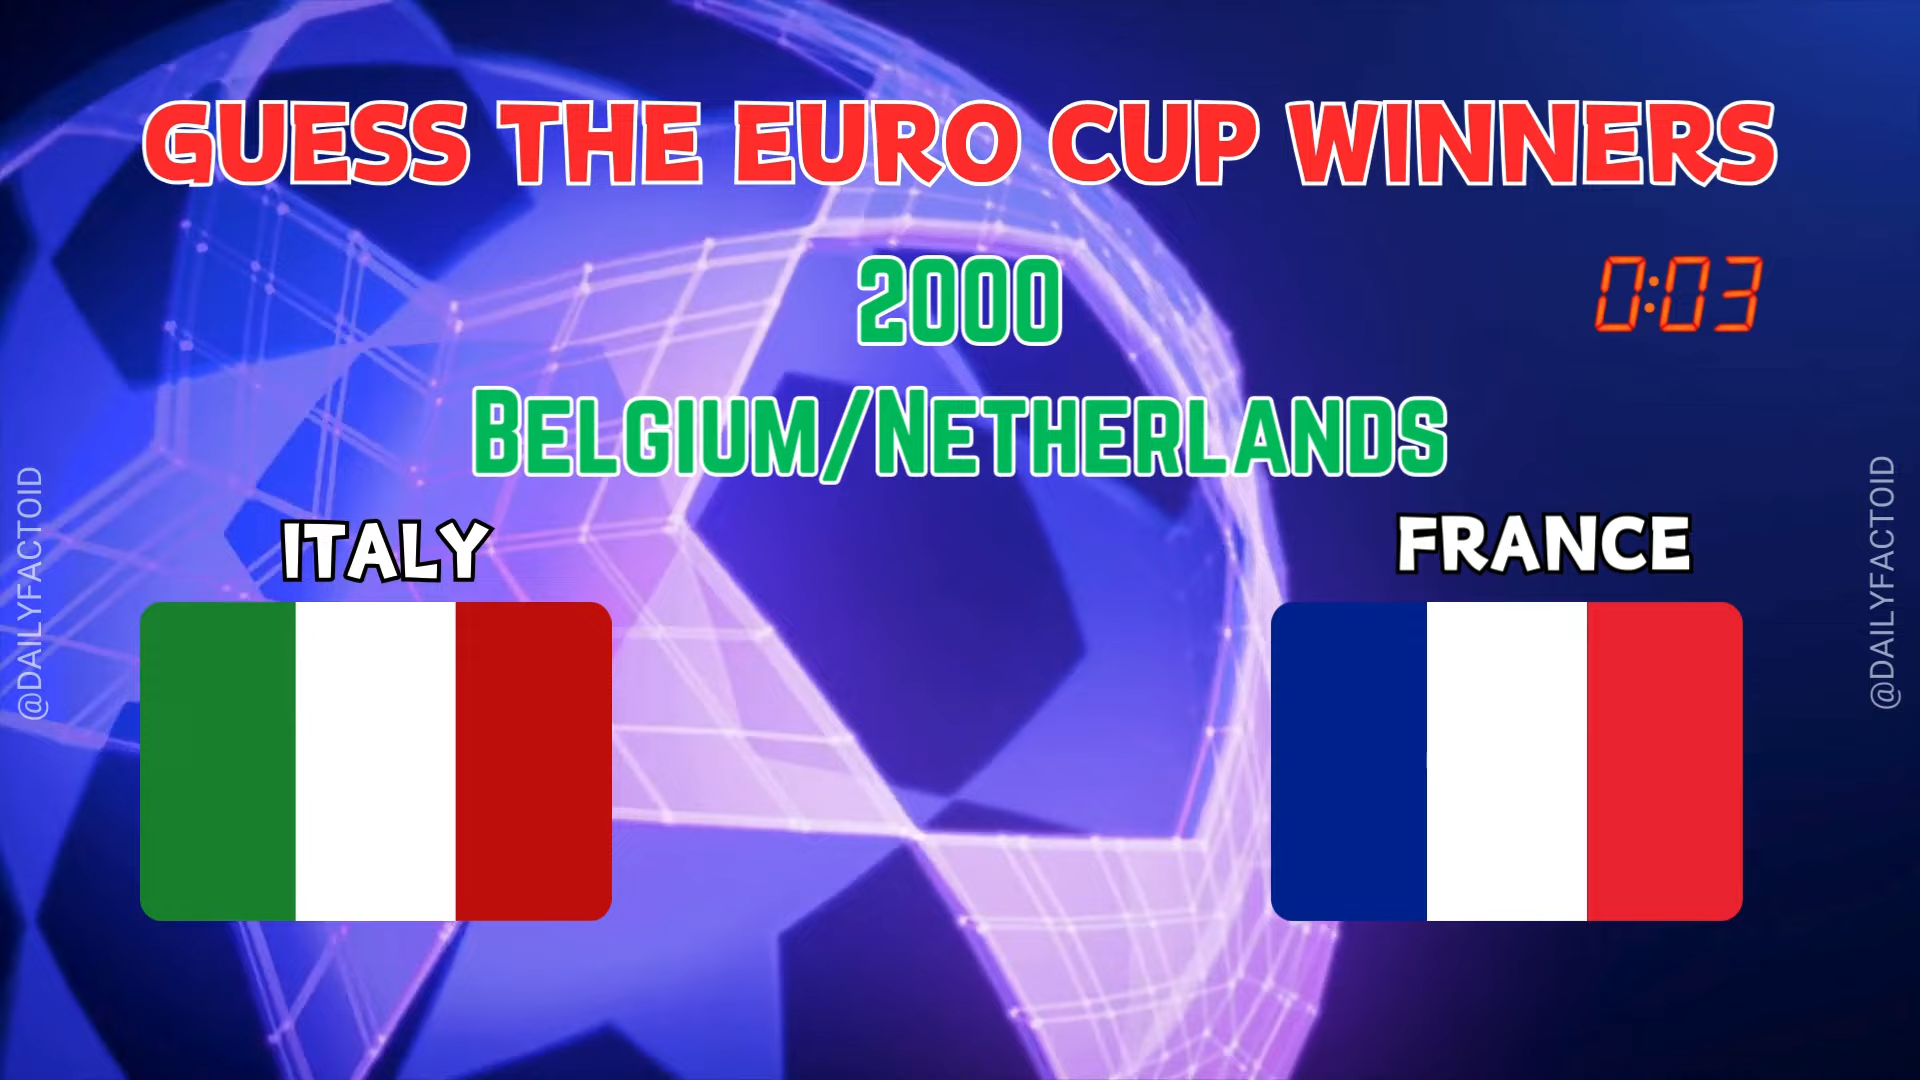 GUESS THE EURO CUP WINNERS
2000
0:03
BELGIUM/NETHERLANDS
ITALY
FRANCE
@DAILYFACTOID
@DAILYFACTOID